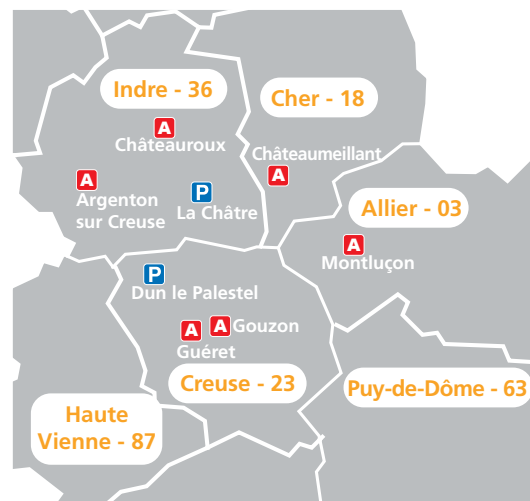 Indre - 36
Cher - 18
A
Châteauroux
Châteaumeillant
A
A
P
Argenton
sur Creuse
La Châtre
Allier - 03
A
Montluçon
P
Dun le Palestel
A
A
Gouzon
Guéret
Creuse - 23
Puy-de-Dôme - 63
Haute
Vienne - 87